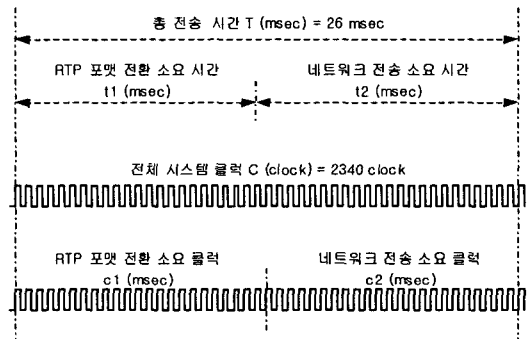 총 전송 시간 T (msec) = 26 msec
RTP 포맷 전환 소요 시간
t1 (msec)
네트워크 전송 소요 시간
t2 (msec)
전체 시스템 클럭 C (clock) = 2340 clock
RTP 포맷 전환 소요 클럭
c1 (msec)
네트워크 전송 소요 클럭
c2 (msec)